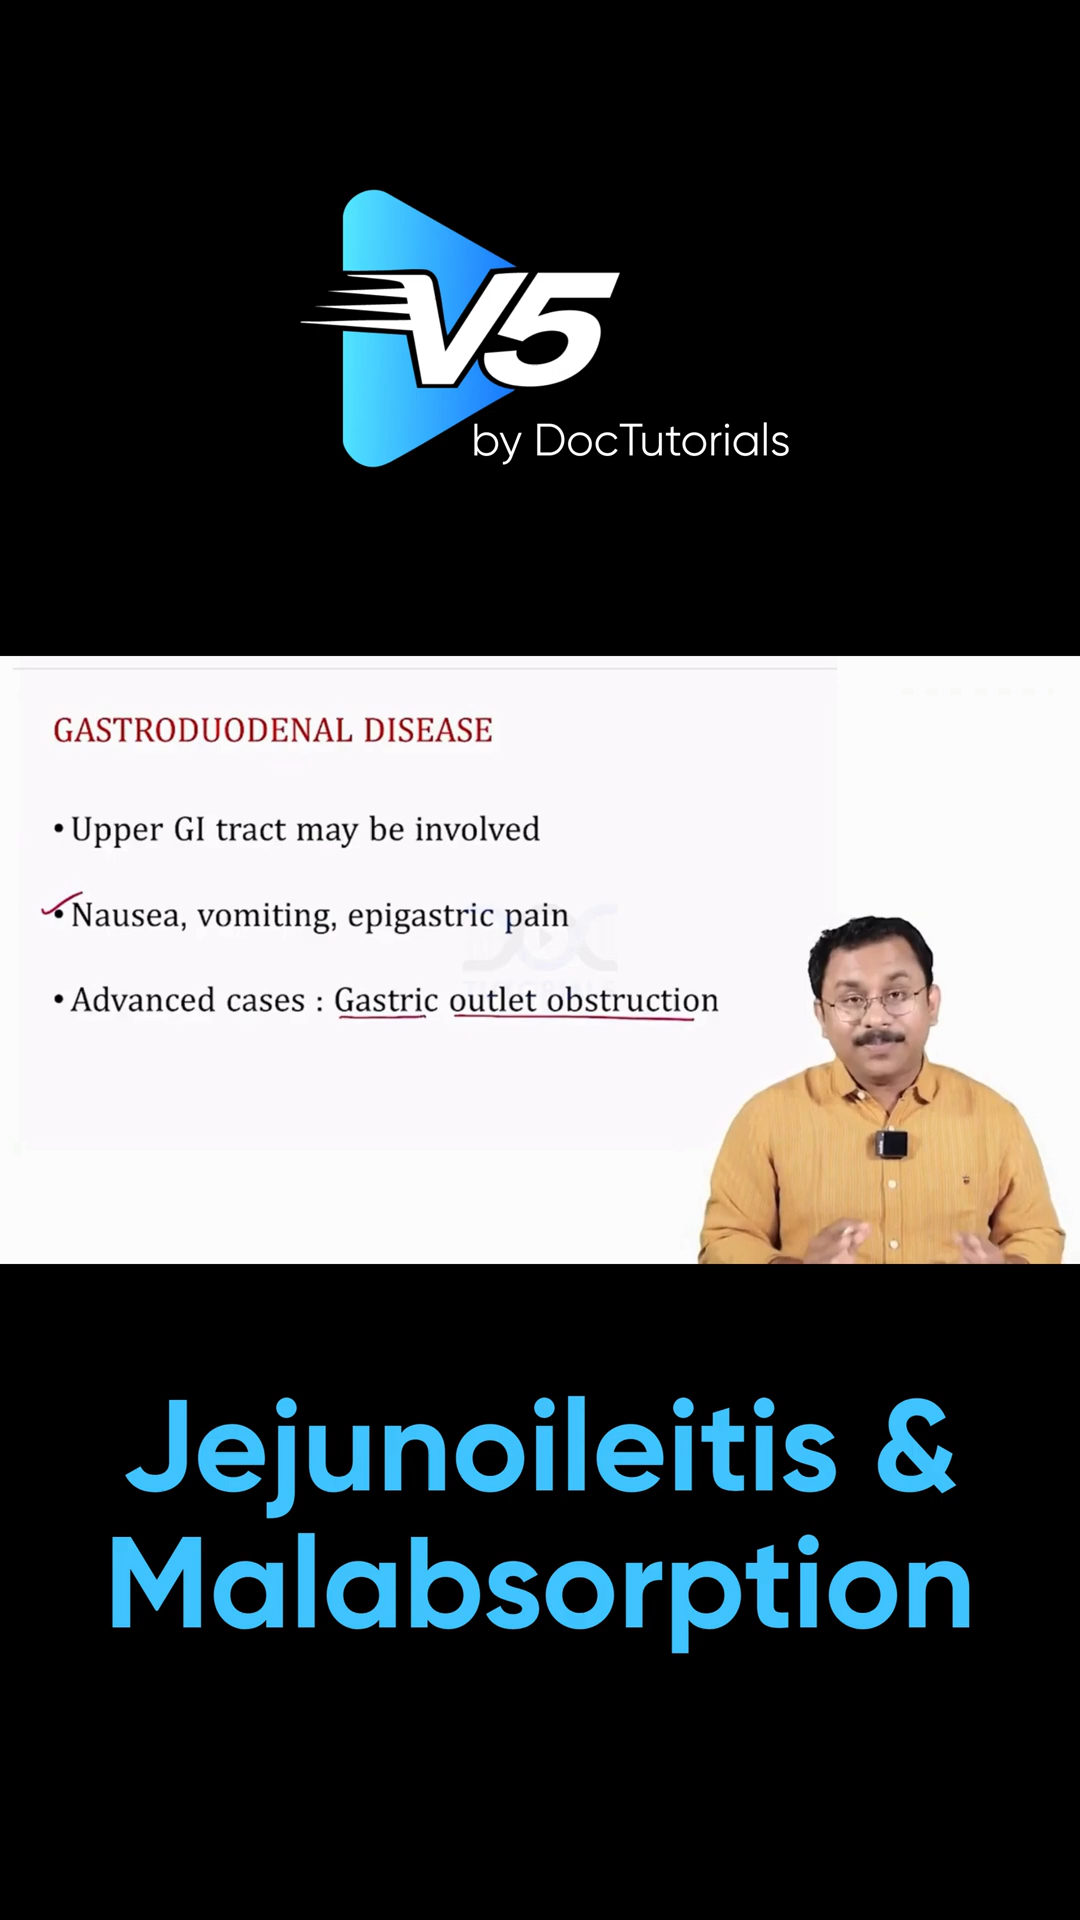 V5
by DocTutorials
GASTRODUODENAL DISEASE
• Upper GI tract may be involved
• Nausea, vomiting, epigastric pain
• Advanced cases : Gastric outlet obstruction
Jejunoileitis &
Malabsorption